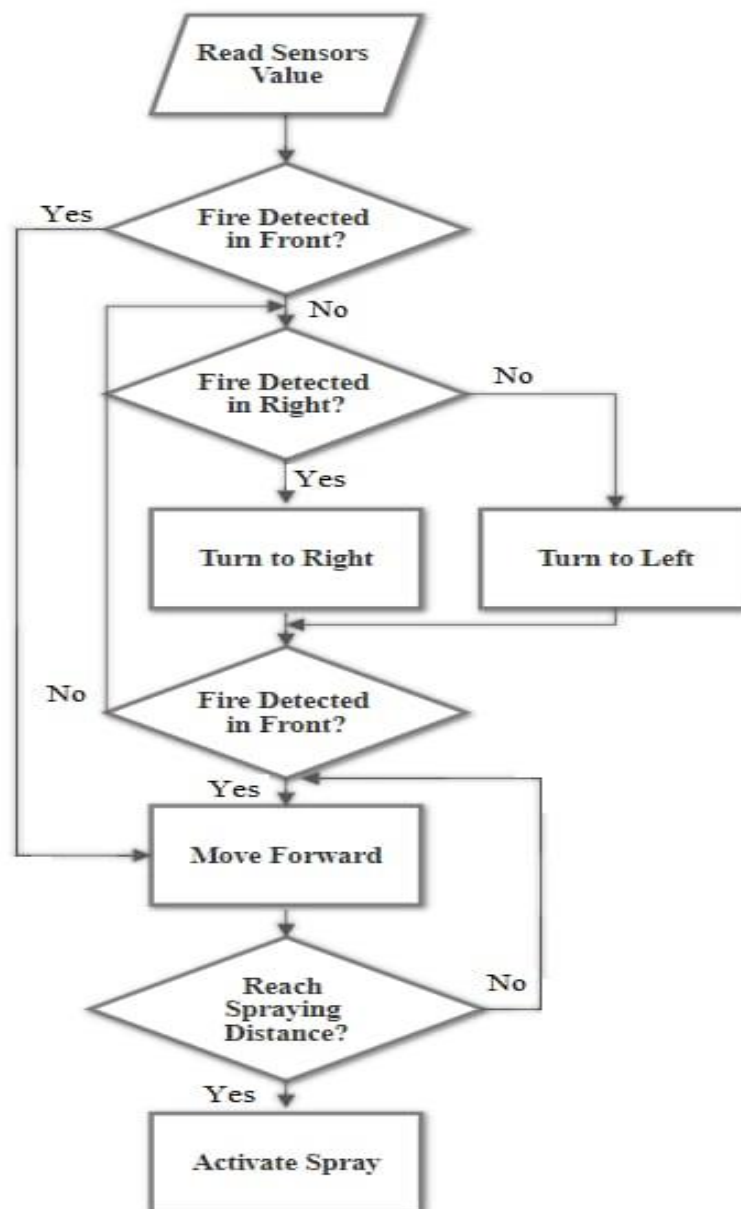 Read Sensors
Value
Yes
Fire Detected
in Front?
No
Fire Detected
in Right?
No
Yes
Turn to Right
Turn to Left
No
Fire Detected
in Front?
Yes
Move Forward
Reach
Spraying
Distance?
No
Yes
Activate Spray